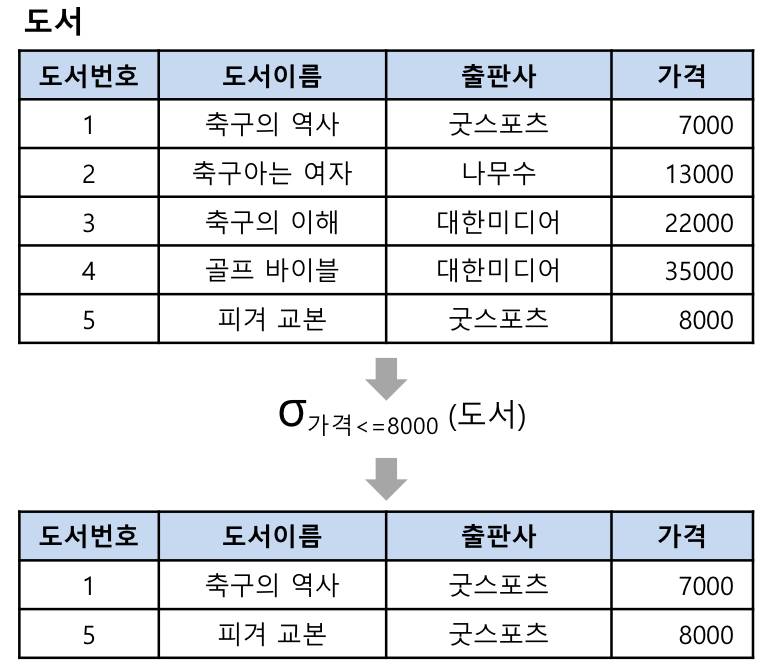 도서
도서번호 도서이름 출판사 가격
1 축구의 역사 굿스포츠 7000
2 축구아는 여자 나무수 13000
3 축구의 이해 대한미디어 22000
4 골프 바이블 대한미디어 35000
5 피겨 교본 굿스포츠 8000
σ가격<=8000 (도서)
도서번호 도서이름 출판사 가격
1 축구의 역사 굿스포츠 7000
5 피겨 교본 굿스포츠 8000